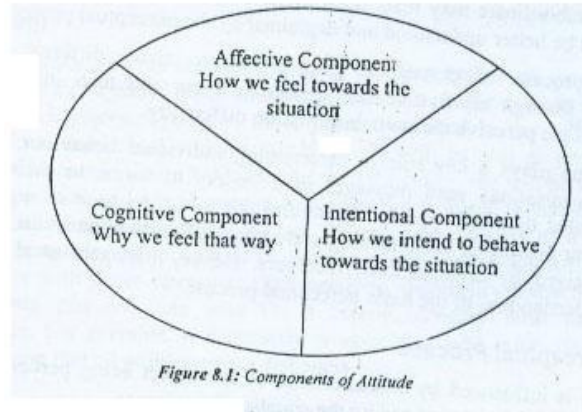 Affective Component
How we feel towards the
situation
Cognitive Component
Why we feel that way
Intentional Component
How we intend to behave
towards the situation
Figure 8.1: Components of Attitude